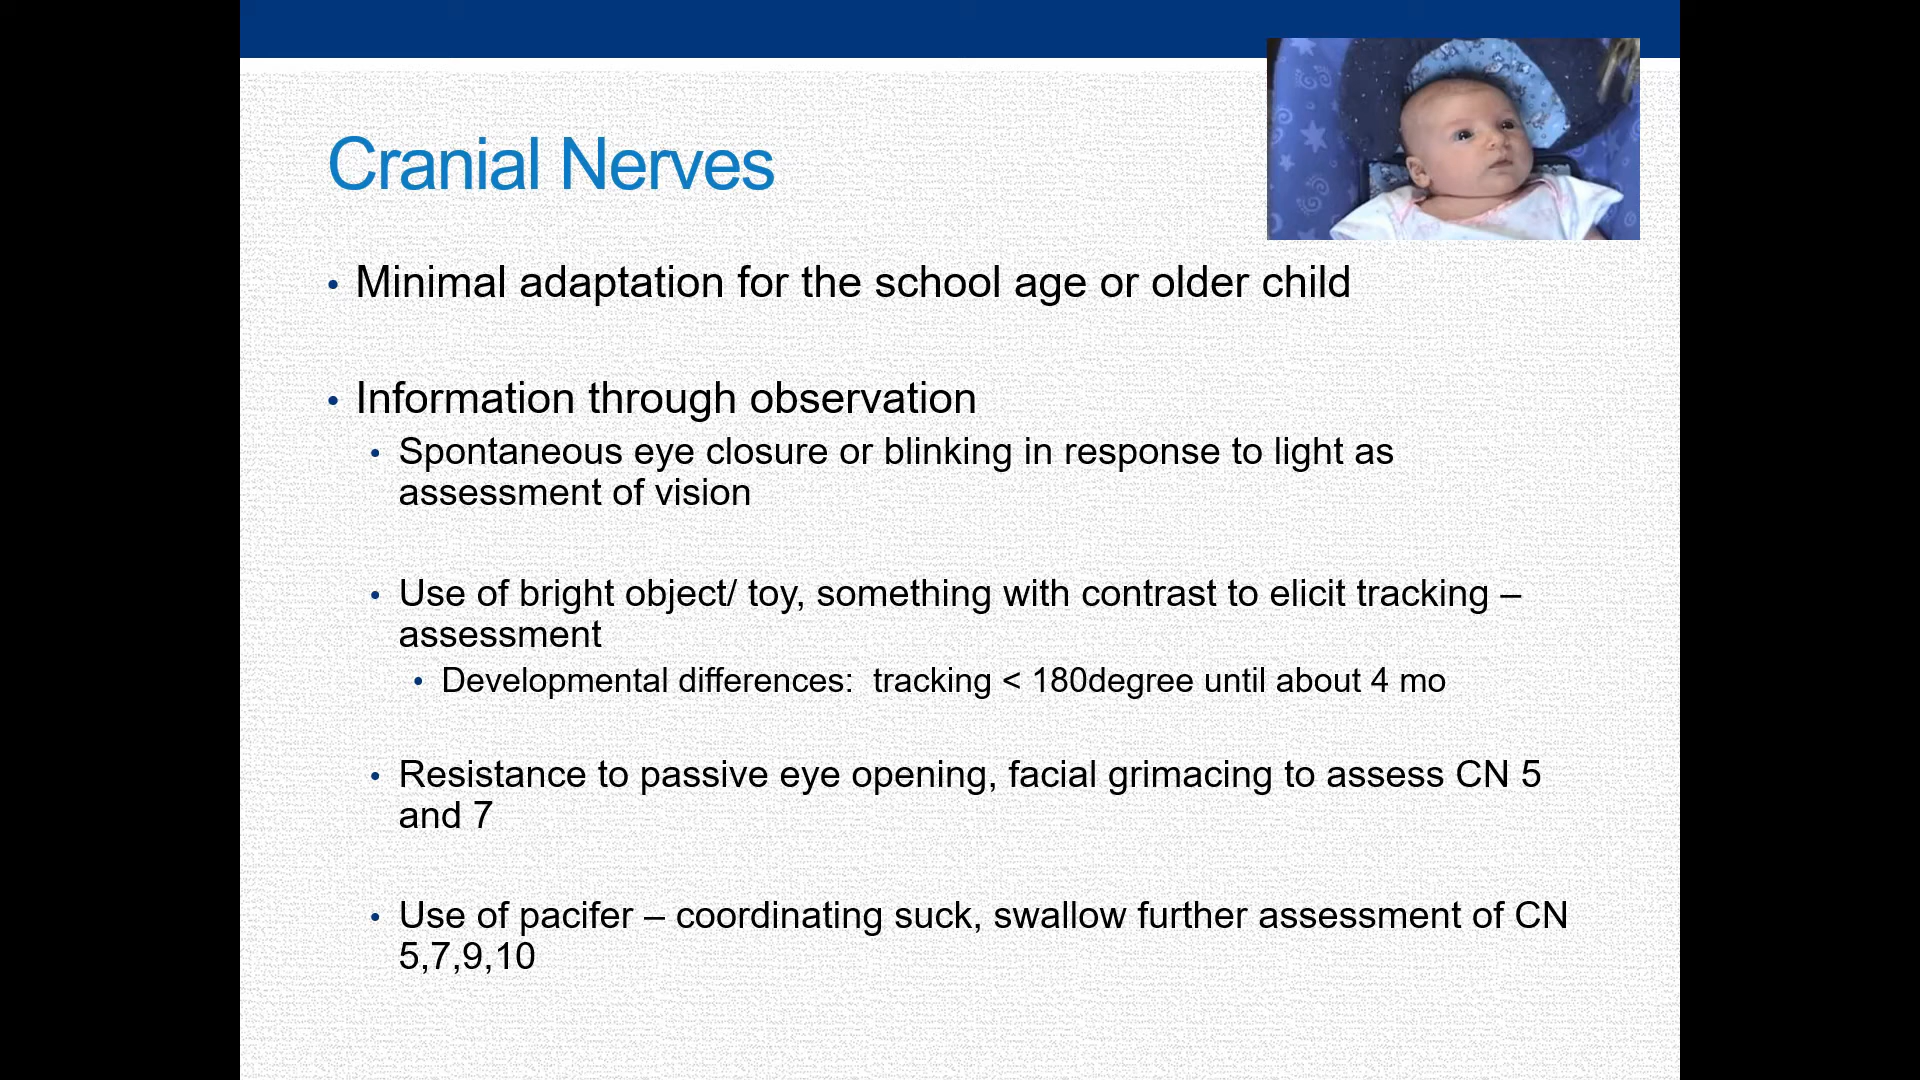 Cranial Nerves
• Minimal adaptation for the school age or older child
• Information through observation
• Spontaneous eye closure or blinking in response to light as
assessment of vision
• Use of bright object/ toy, something with contrast to elicit tracking –
assessment
• Developmental differences:  tracking < 180degree until about 4 mo
• Resistance to passive eye opening, facial grimacing to assess CN 5
and 7
• Use of pacifer – coordinating suck, swallow further assessment of CN
5,7,9,10